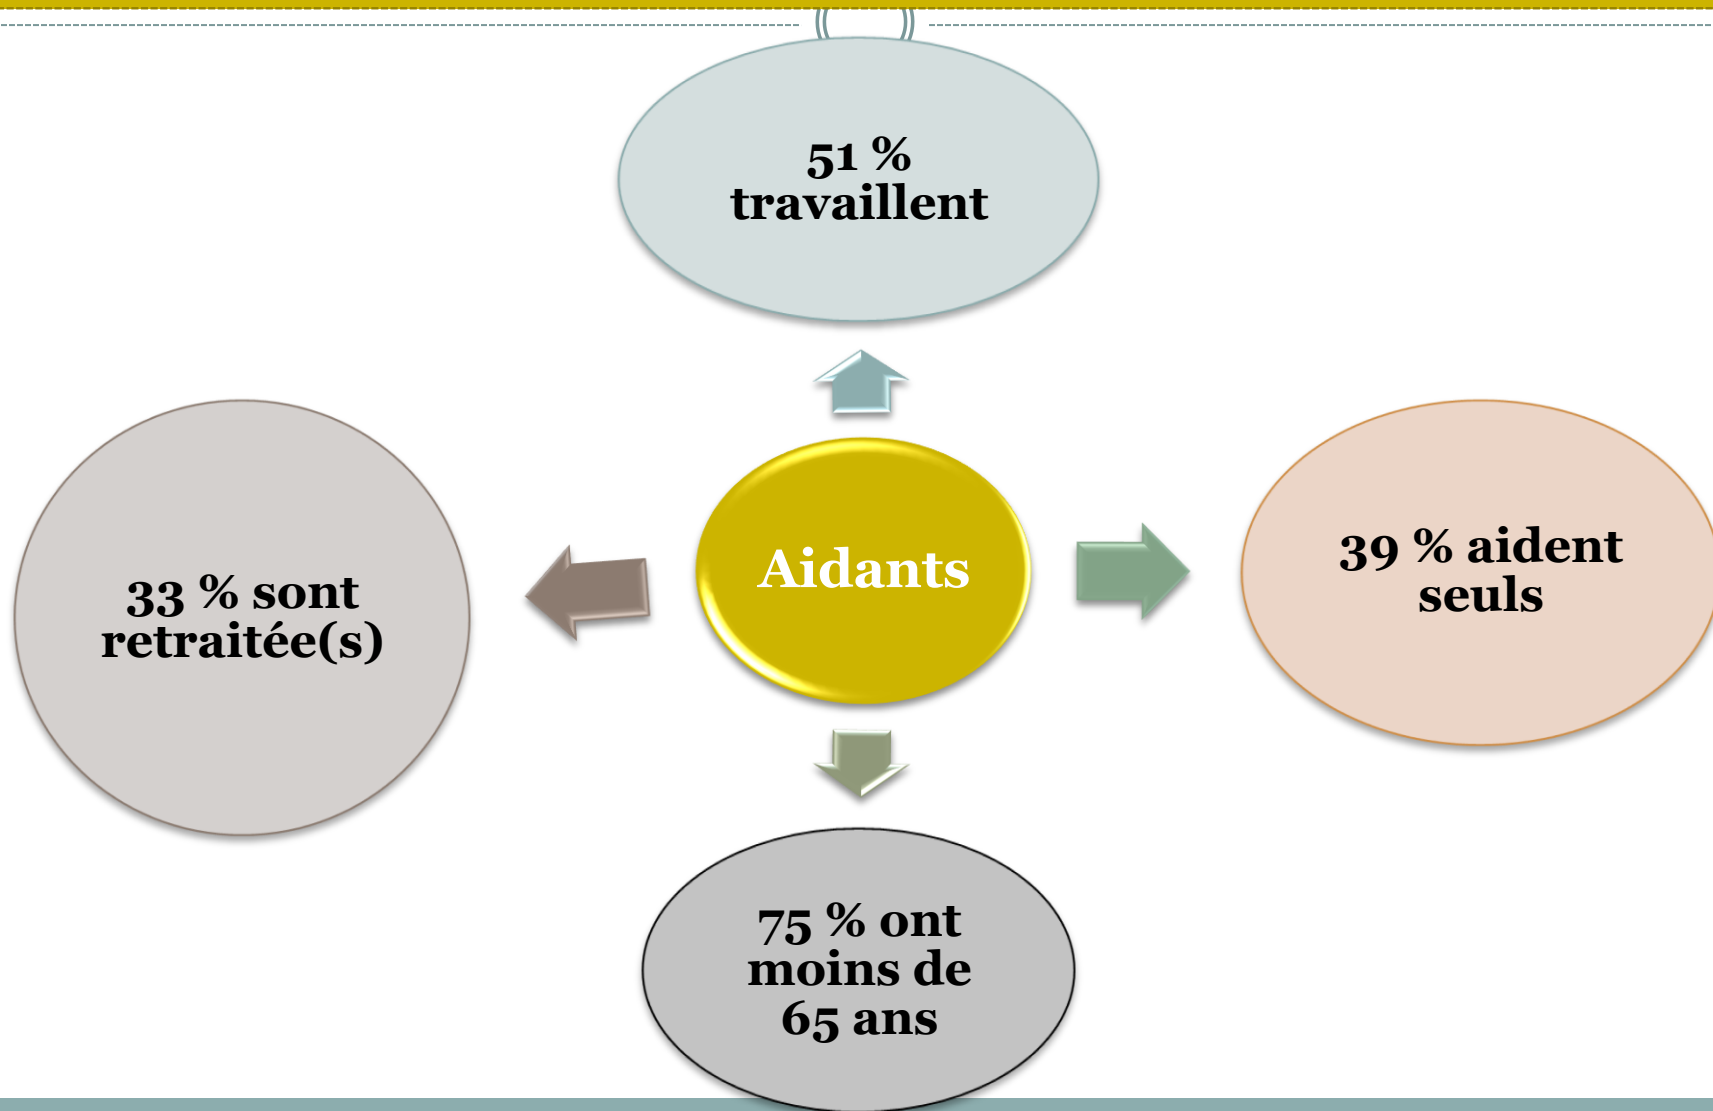 51 %
travaillent
33 % sont
retraitée(s)
Aidants
39 % aident
seuls
75 % ont
moins de
65 ans